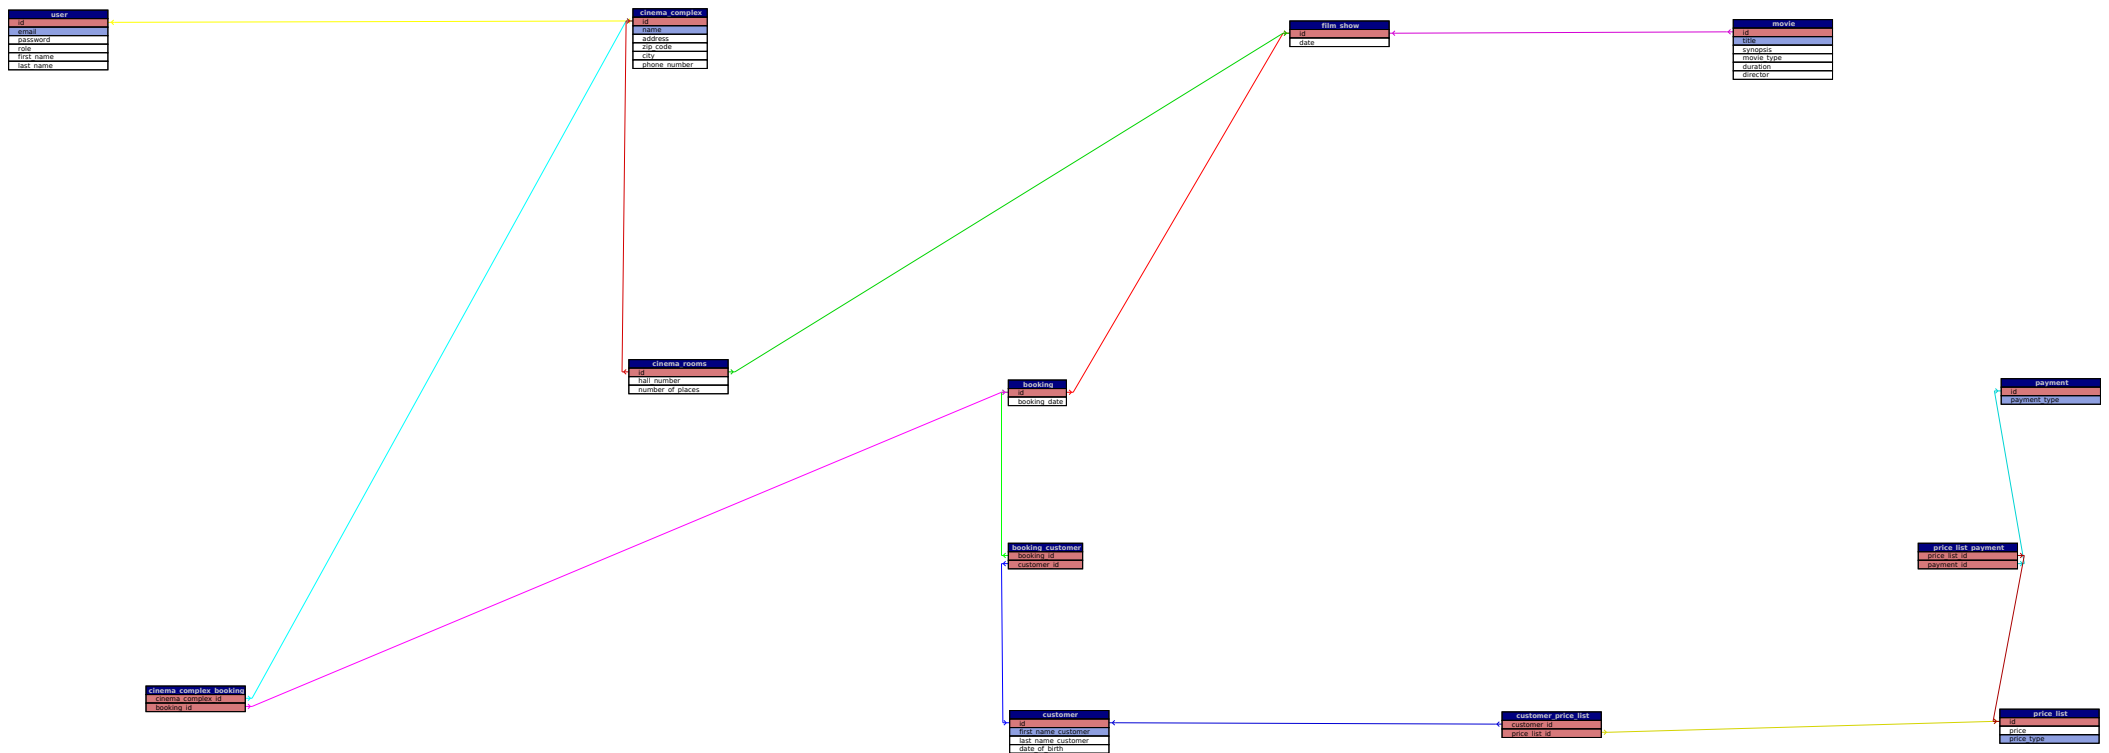 user
id
email
password
role
first_name
last_name
cinema_complex
id
name
address
zip_code
city
phone_number
film_show
id
date
movie
id
title
synopsis
movie_type
duration
director
cinema_rooms
id
hall_number
number_of_places
booking
id
booking_date
payment
id
payment_type
booking_customer
booking_id
customer_id
price_list_payment
price_list_id
payment_id
cinema_complex_booking
cinema_complex_id
booking_id
customer
id
first_name_customer
last_name_customer
date_of_birth
customer_price_list
customer_id
price_list_id
price_list
id
price
price_type